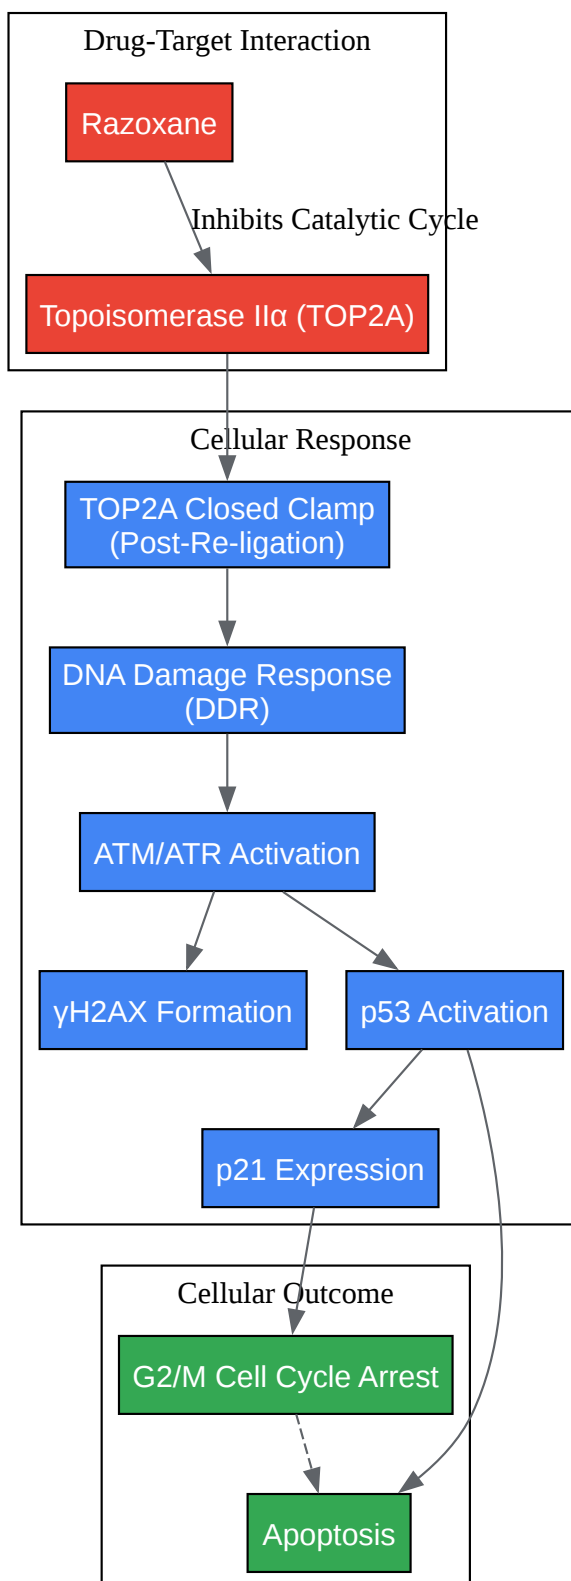 Drug-Target Interaction
Razoxane
Inhibits Catalytic Cycle
Topoisomerase IIα (TOP2A)
Cellular Response
TOP2A Closed Clamp
(Post-Re-ligation)
DNA Damage Response
(DDR)
ATM/ATR Activation
γH2AX Formation
p53 Activation
p21 Expression
Cellular Outcome
G2/M Cell Cycle Arrest
Apoptosis